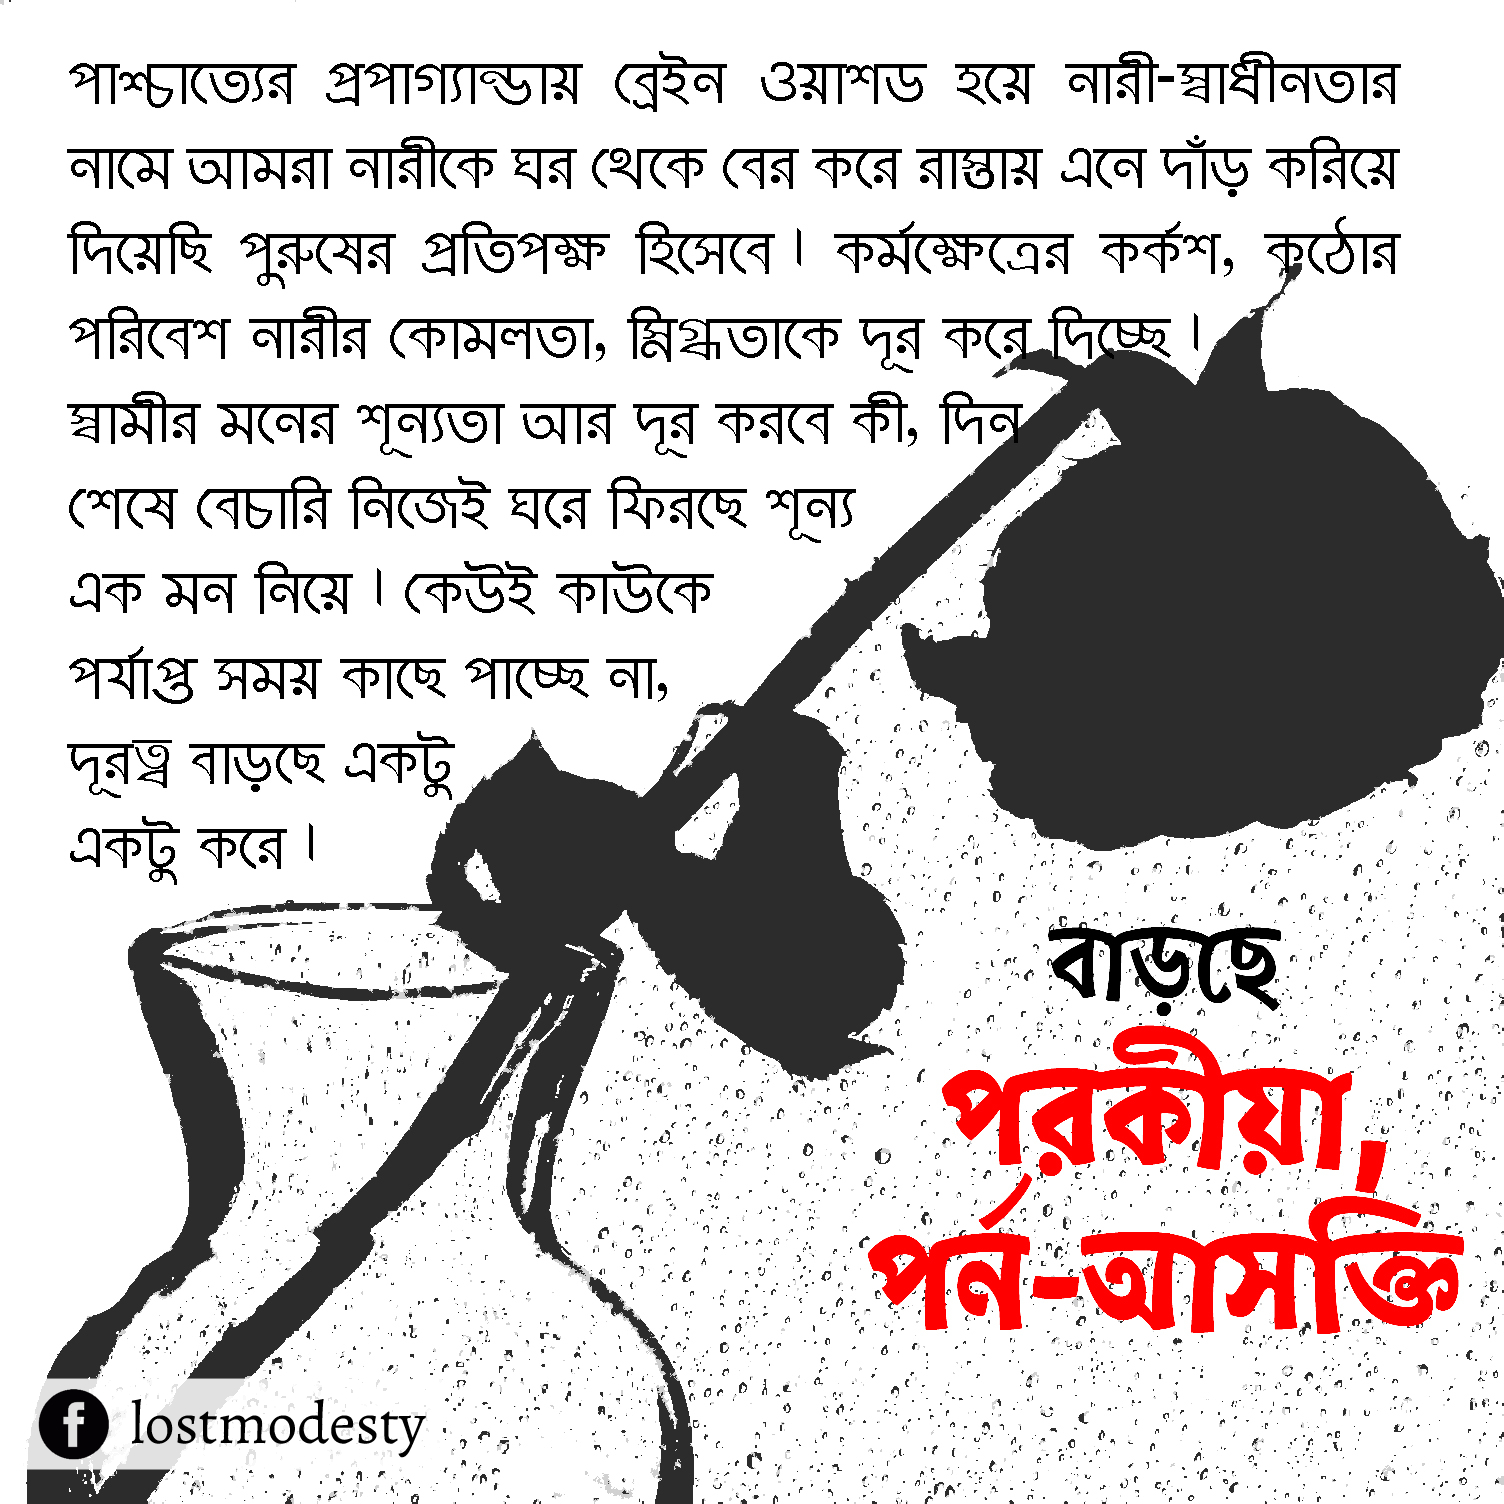 পাশ্চাত্যের প্রপাগ্যান্ডায় ব্রেইন ওয়াশড হয়ে নারী-স্বাধীনতার
নামে আমরা নারীকে ঘর থেকে বের করে রাস্তায় এনে দাঁড় করিয়ে
দিয়েছি পুরুষের প্রতিপক্ষ হিসেবে। কর্মক্ষেত্রের কর্কশ, কঠোর
পরিবেশ নারীর কোমলতা, স্নিগ্ধতাকে দূর করে দিচ্ছে।
স্বামীর মনের শূন্যতা আর দূর করবে কী, দিন
শেষে বেচারি নিজেই ঘরে ফিরছে শূন্য
এক মন নিয়ে। কেউই কাউকে
পর্যাপ্ত সময় কাছে পাচ্ছে না,
দূরত্ব বাড়ছে একটু
একটু করে।
বাড়ছে
পরকীয়া,
পর্ন-আসক্তি
lostmodesty